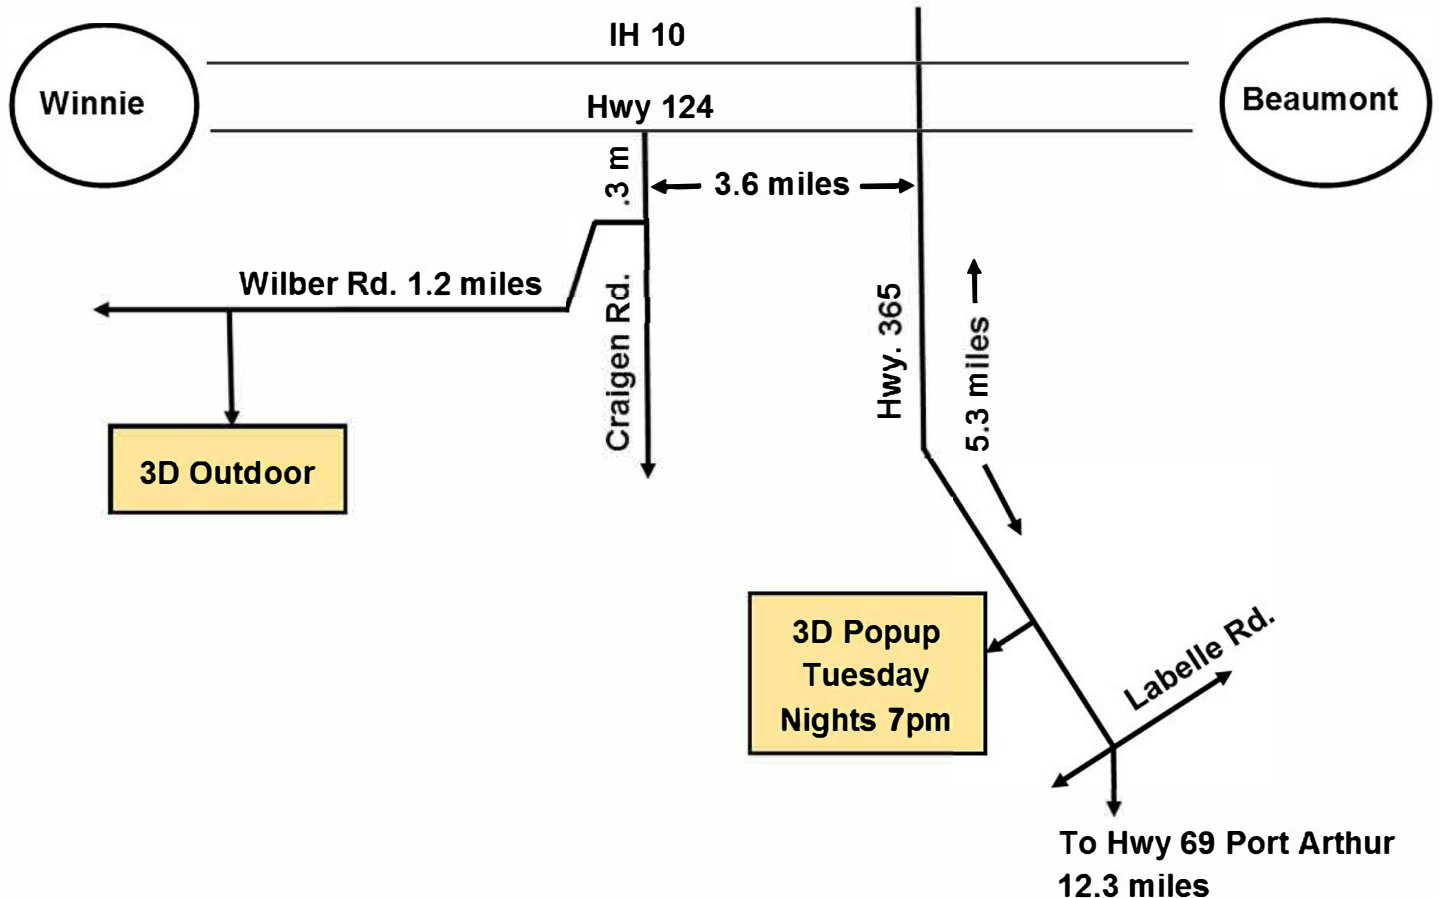 IH 10
Winnie
Beaumont
Hwy 124
.3 m
3.6 miles
Wilber Rd. 1.2 miles
Craigen Rd.
Hwy. 365
5.3 miles
3D Outdoor
3D Popup
Tuesday
Nights 7pm
Labelle Rd.
To Hwy 69 Port Arthur
12.3 miles